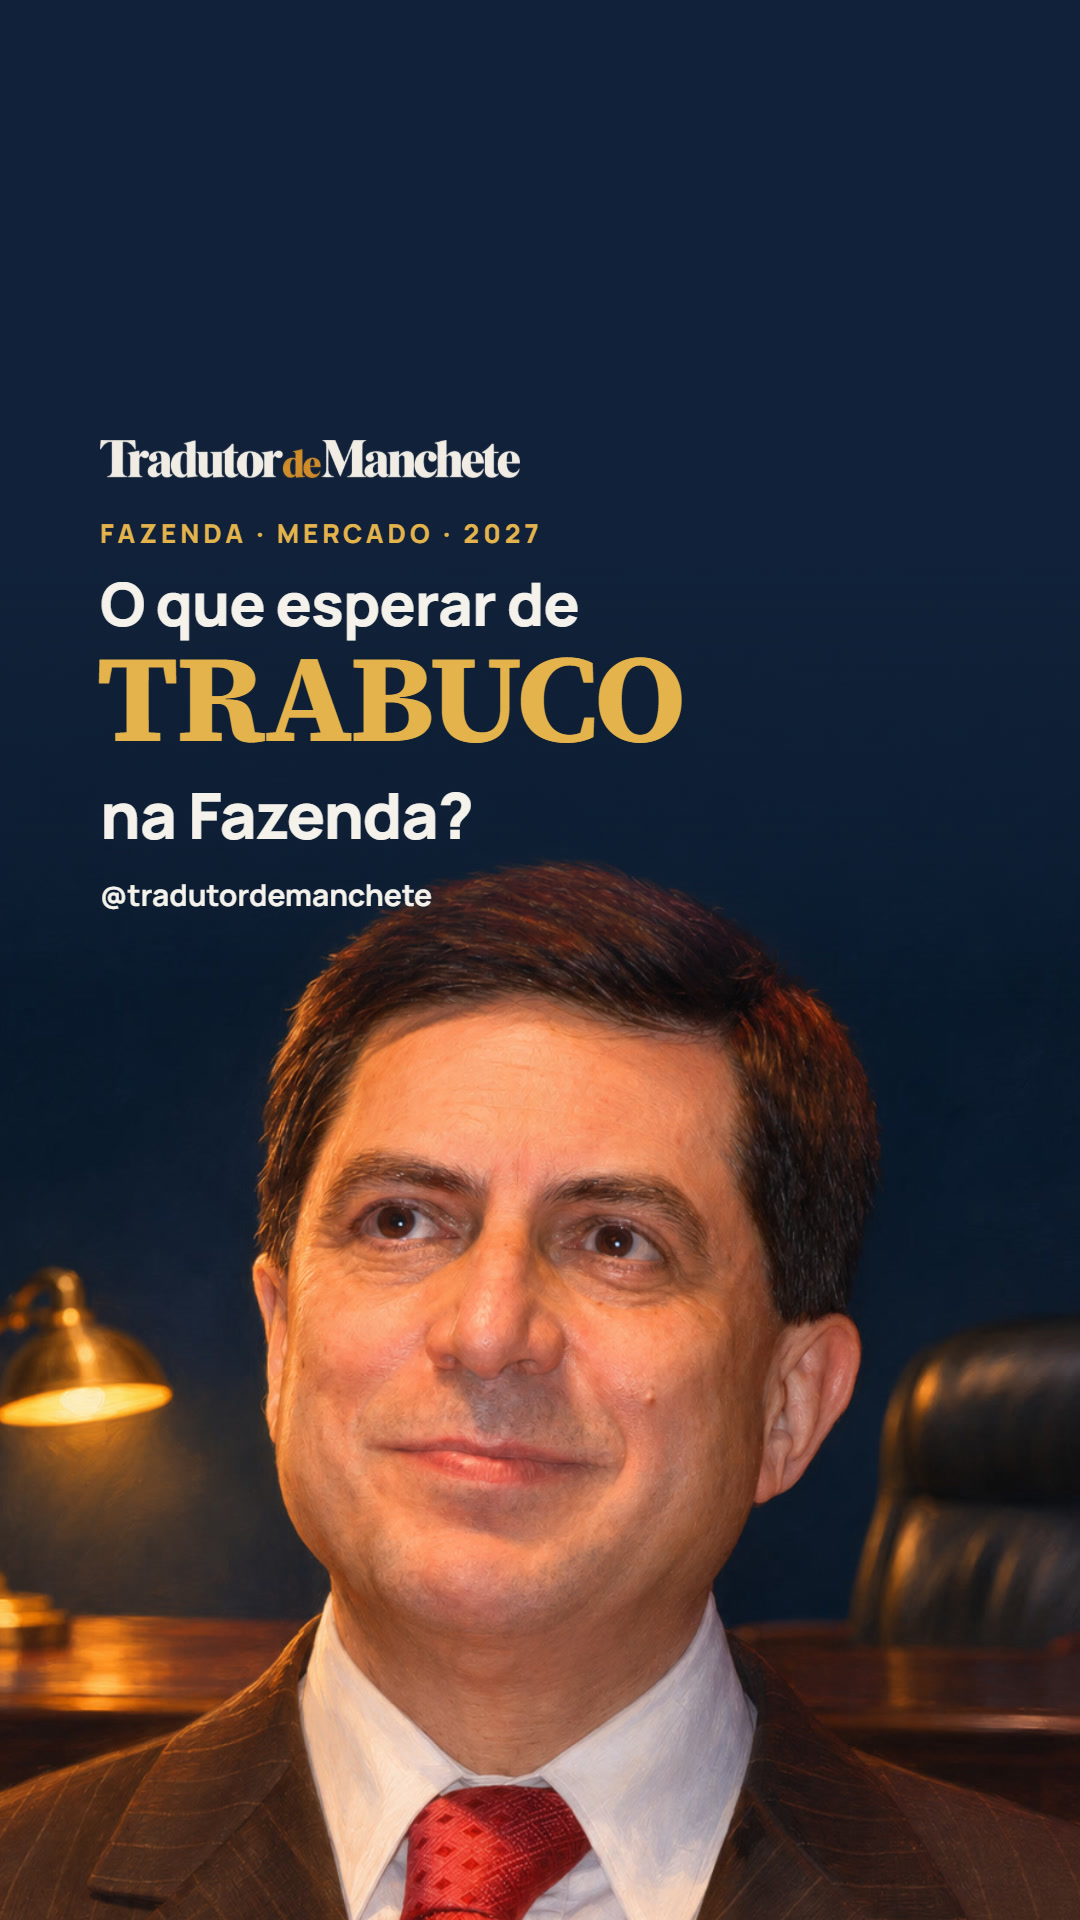 TradutordeManchete
FAZENDA · MERCADO · 2027
O que esperar de
TRABUCO
na Fazenda?
@tradutordemanchete